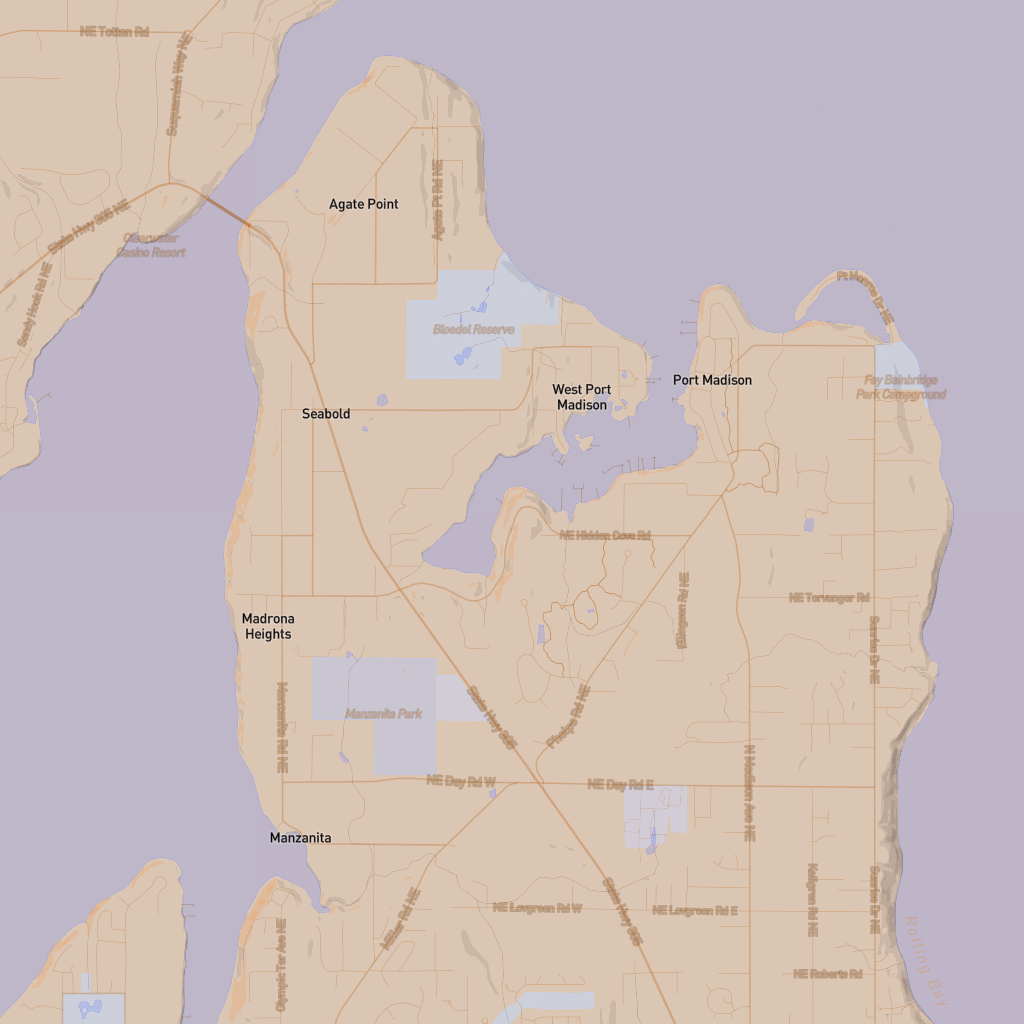 NE Totten Rd
Suquamish Way NE
State Hwy 305 NE
Clearwater
Casino Resort
Sandy Hook Rd NE
Agate Point
Agate Pt Rd NE
Bloedel Reserve
Pt Monroe Dr NE
Port Madison
Fay Bainbridge
Park Campground
West Port
Madison
Seabold
NE Hidden Cove Rd
Ellingsen Rd NE
NE Torvanger Rd
Sunrise Dr NE
Madrona
Heights
Manzanita Rd NE
Manzanita Park
State Hwy 305
Phelps Rd NE
NE Day Rd W
NE Day Rd E
N Madison Ave NE
Manzanita
Miller Rd NE
Olympic Ter Ave NE
NE Lovgreen Rd W
State Hwy 305
NE Lovgreen Rd E
Kallgren Rd NE
Sunrise Dr NE
NE Roberts Rd
Rolling Bay